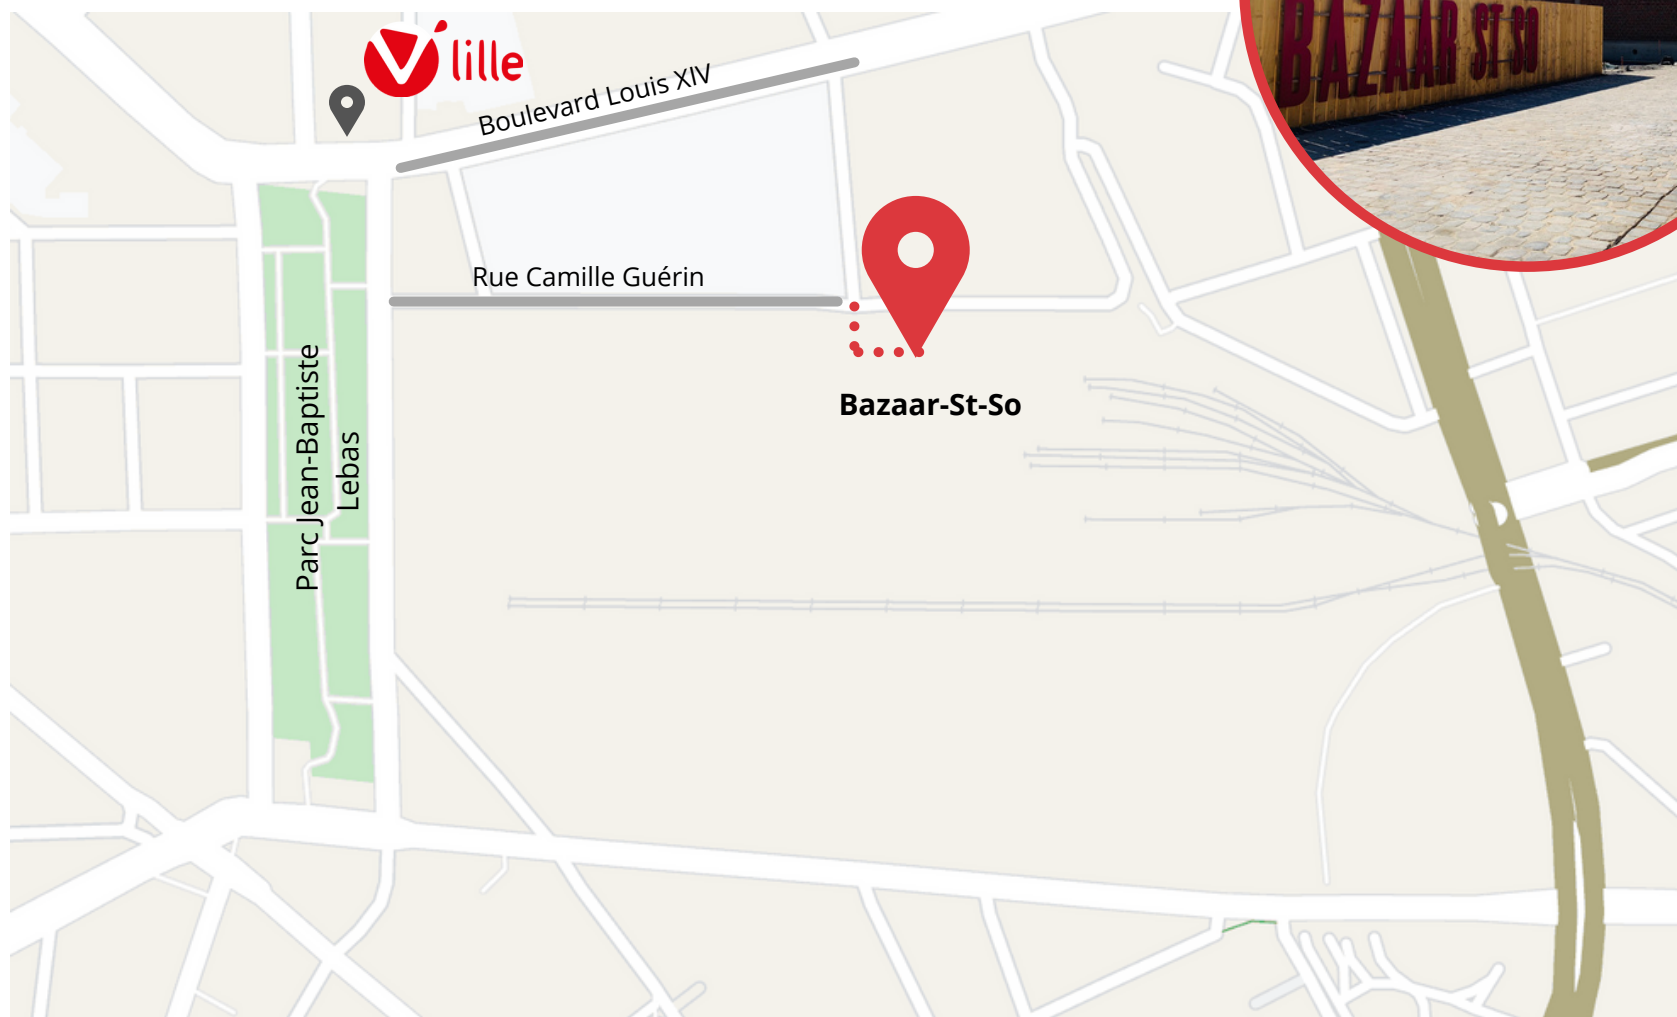 BAZAAR ST SO
V'lille
Boulevard Louis XIV
Rue Camille Guérin
Parc Jean-Baptiste
Lebas
Bazaar-St-So